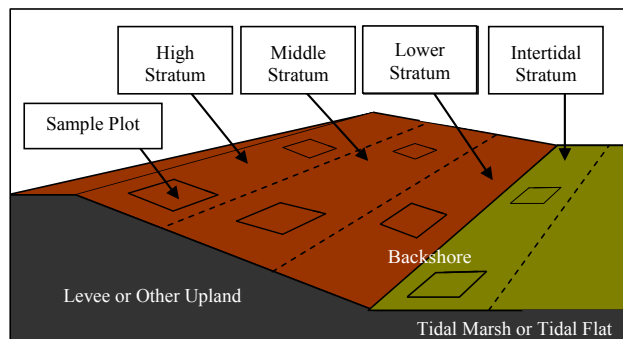 High
Stratum
Middle
Stratum
Lower
Stratum
Intertidal
Stratum
Sample Plot
Backshore
Levee or Other Upland
Tidal Marsh or Tidal Flat